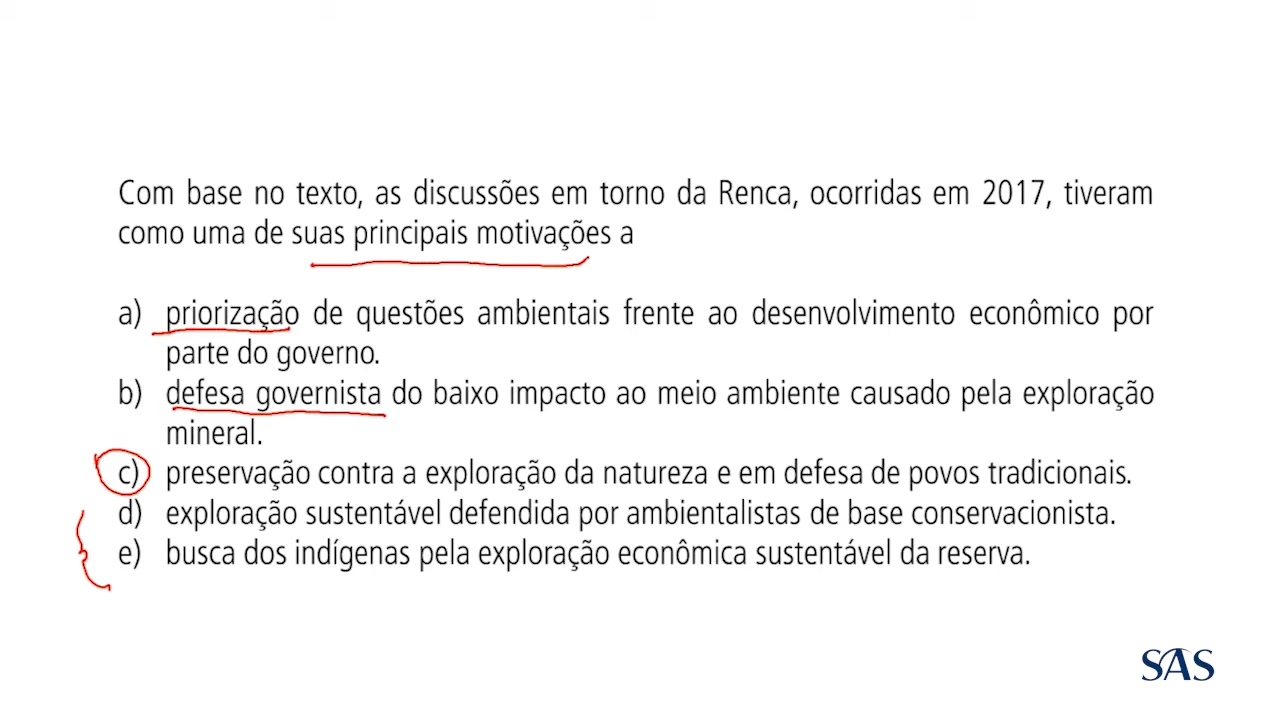 Com base no texto, as discussões em torno da Renca, ocorridas em 2017, tiveram
como uma de suas principais motivações a
a) priorização de questões ambientais frente ao desenvolvimento econômico por
parte do governo.
b) defesa governista do baixo impacto ao meio ambiente causado pela exploração
mineral.
c) preservação contra a exploração da natureza e em defesa de povos tradicionais.
d) exploração sustentável defendida por ambientalistas de base conservacionista.
e) busca dos indígenas pela exploração econômica sustentável da reserva.
SAS